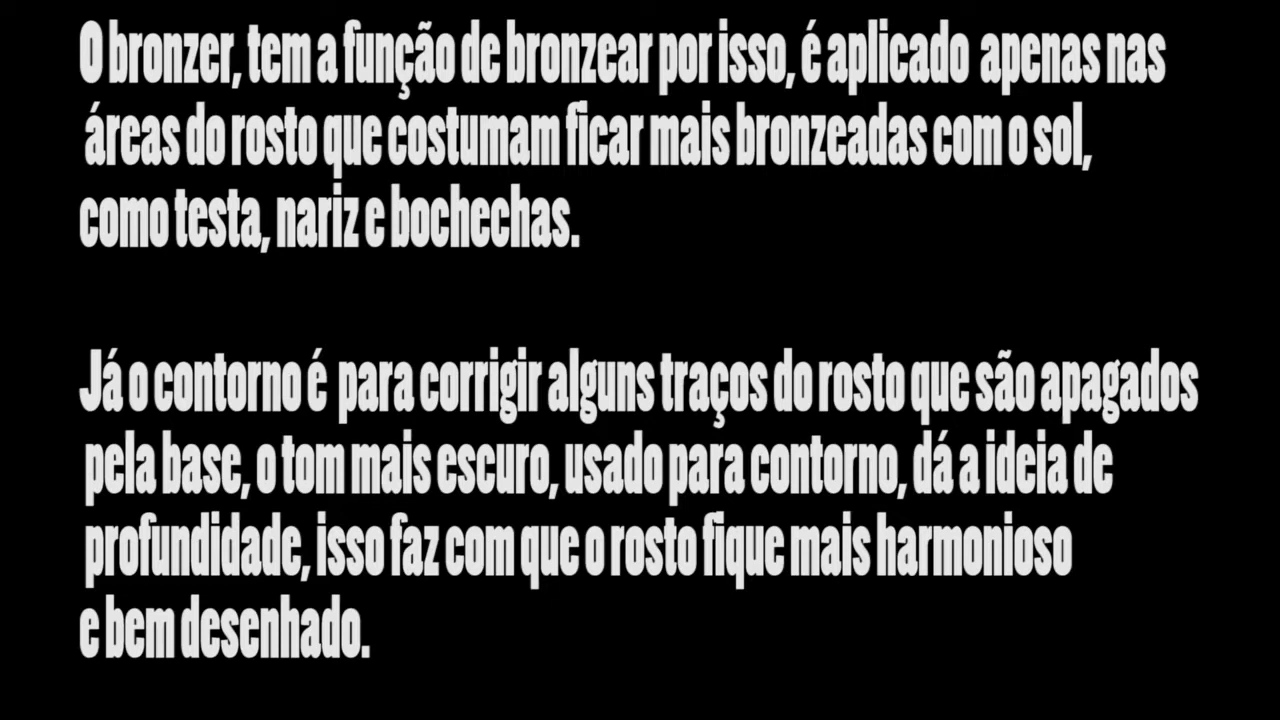 O bronzer, tem a função de bronzear por isso, é aplicado apenas nas
áreas do rosto que costumam ficar mais bronzeadas com o sol,
como testa, nariz e bochechas.
Já o contorno é para corrigir alguns traços do rosto que são apagados
pela base, o tom mais escuro, usado para contorno, dá a ideia de
profundidade, isso faz com que o rosto fique mais harmonioso
e bem desenhado.